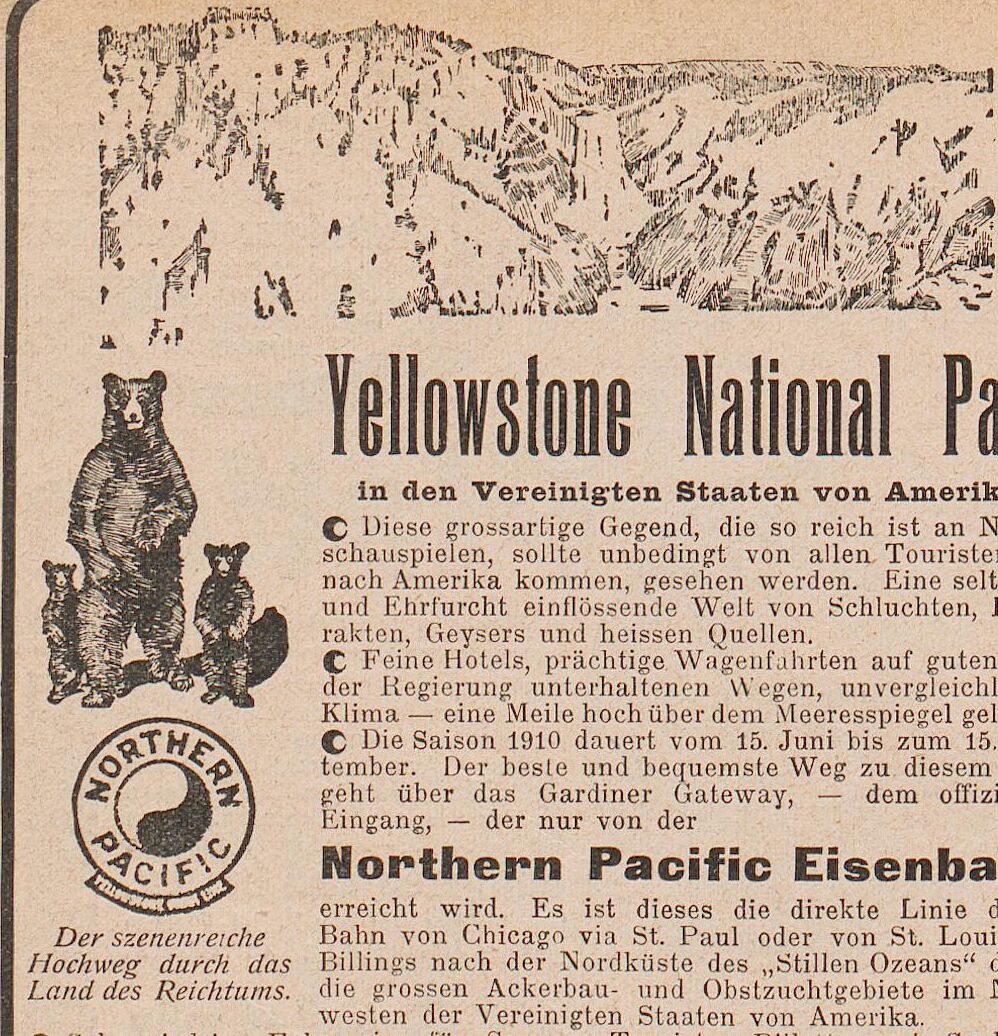 Yellowstone National Pa
in den Vereinigten Staaten von Amerik
Diese grossartige Gegend, die so reich ist an N
schauspielen, sollte unbedingt von allen Touriste
nach Amerika kommen, gesehen werden. Eine selt
und Ehrfurcht einflössende Welt von Schluchten,
rakten, Geysers und heissen Quellen.
Feine Hotels, prächtige Wagenfahrten auf guten
der Regierung unterhaltenen Wegen, unvergleichl
Klima — eine Meile hoch über dem Meeresspiegel gel
Die Saison 1910 dauert vom 15. Juni bis zum 15.
tember. Der beste und bequemste Weg zu diesem
geht über das Gardiner Gateway, — dem offizi
Eingang, — der nur von der
Northern Pacific Eisenba
erreicht wird. Es ist dieses die direkte Linie d
Bahn von Chicago via St. Paul oder von St. Loui
Billings nach der Nordküste des „Stillen Ozeans“ d
die grossen Ackerbau- und Obstzuchtgebiete im N
westen der Vereinigten Staaten von Amerika.
NORTHERN
PACIFIC
YELLOWSTONE PARK LINE
Der szenenreiche
Hochweg durch das
Land des Reichtums.